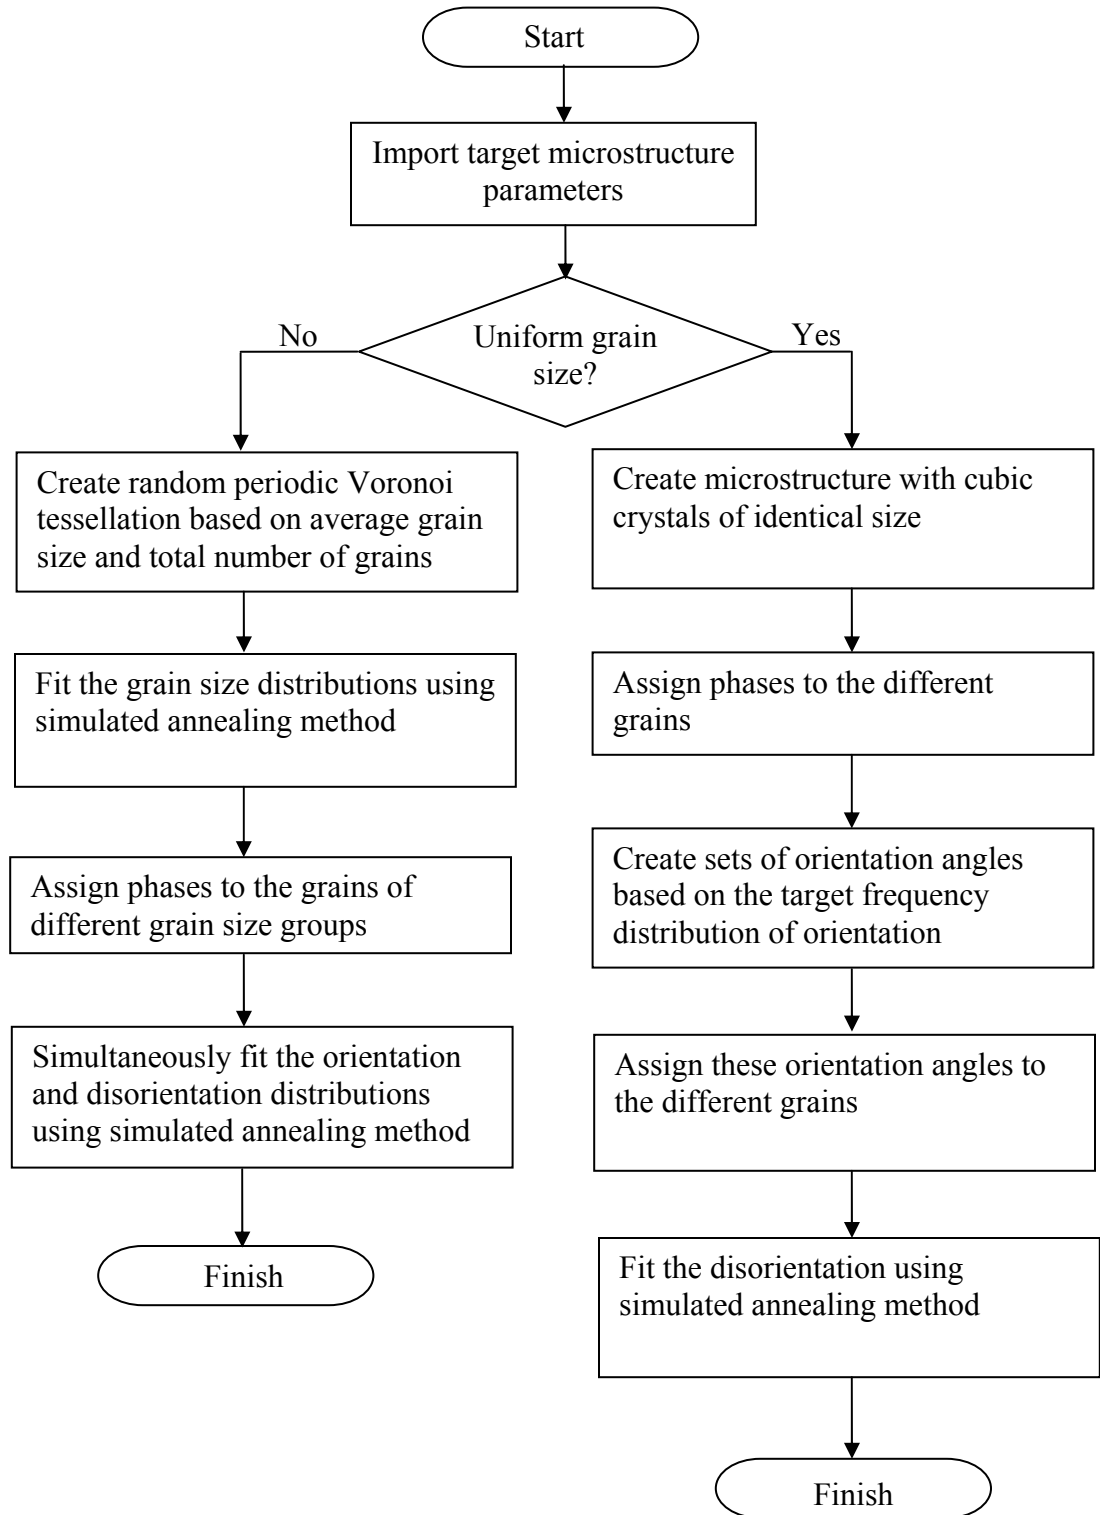 Start
Import target microstructure
parameters
Uniform grain
size?
No
Yes
Create random periodic Voronoi
tessellation based on average grain
size and total number of grains
Fit the grain size distributions using
simulated annealing method
Assign phases to the grains of
different grain size groups
Simultaneously fit the orientation
and disorientation distributions
using simulated annealing method
Finish
Create microstructure with cubic
crystals of identical size
Assign phases to the different
grains
Create sets of orientation angles
based on the target frequency
distribution of orientation
Assign these orientation angles to
the different grains
Fit the disorientation using
simulated annealing method
Finish